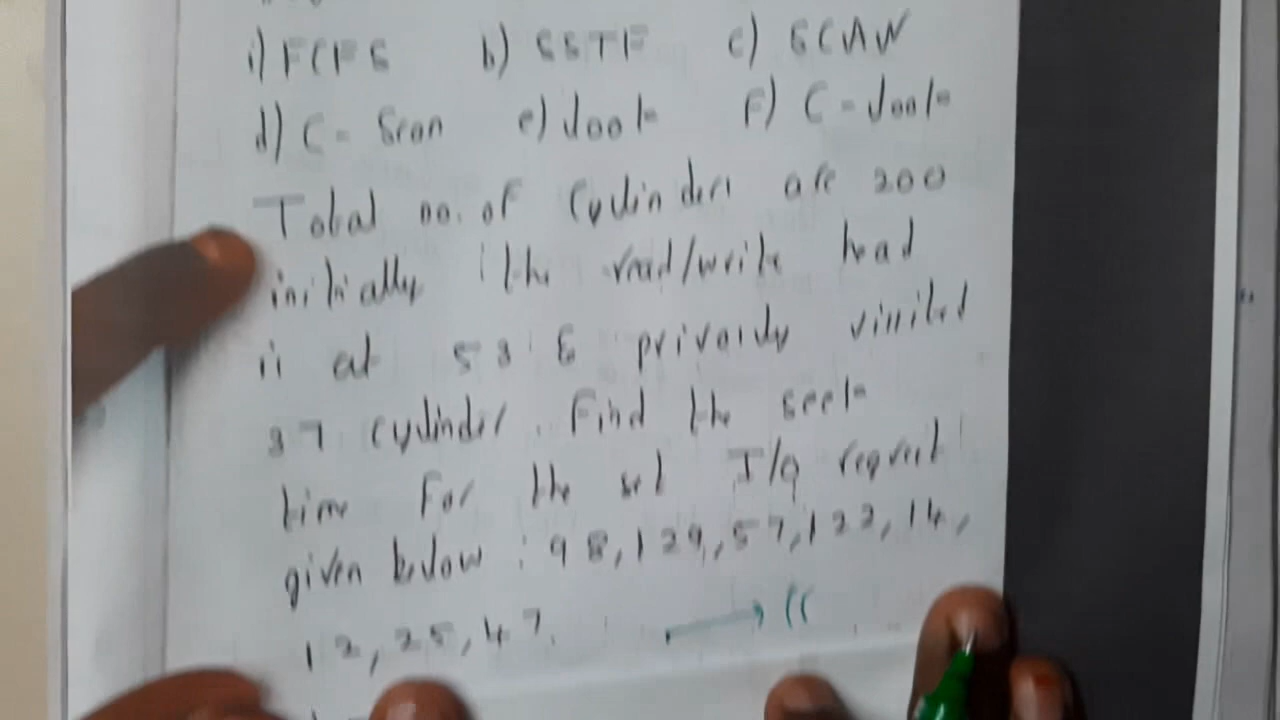 i) FCFS b) SSTF c) SCAN
d) C - Scan e) Look f) C - Look
Total no. of Cylinders are 200
initially the read/write head
is at 53 & privoidy visited
37 cylinder. Find the seek
time For the set I/o request
given below : 98, 129, 57, 122, 14,
12, 25, 47.